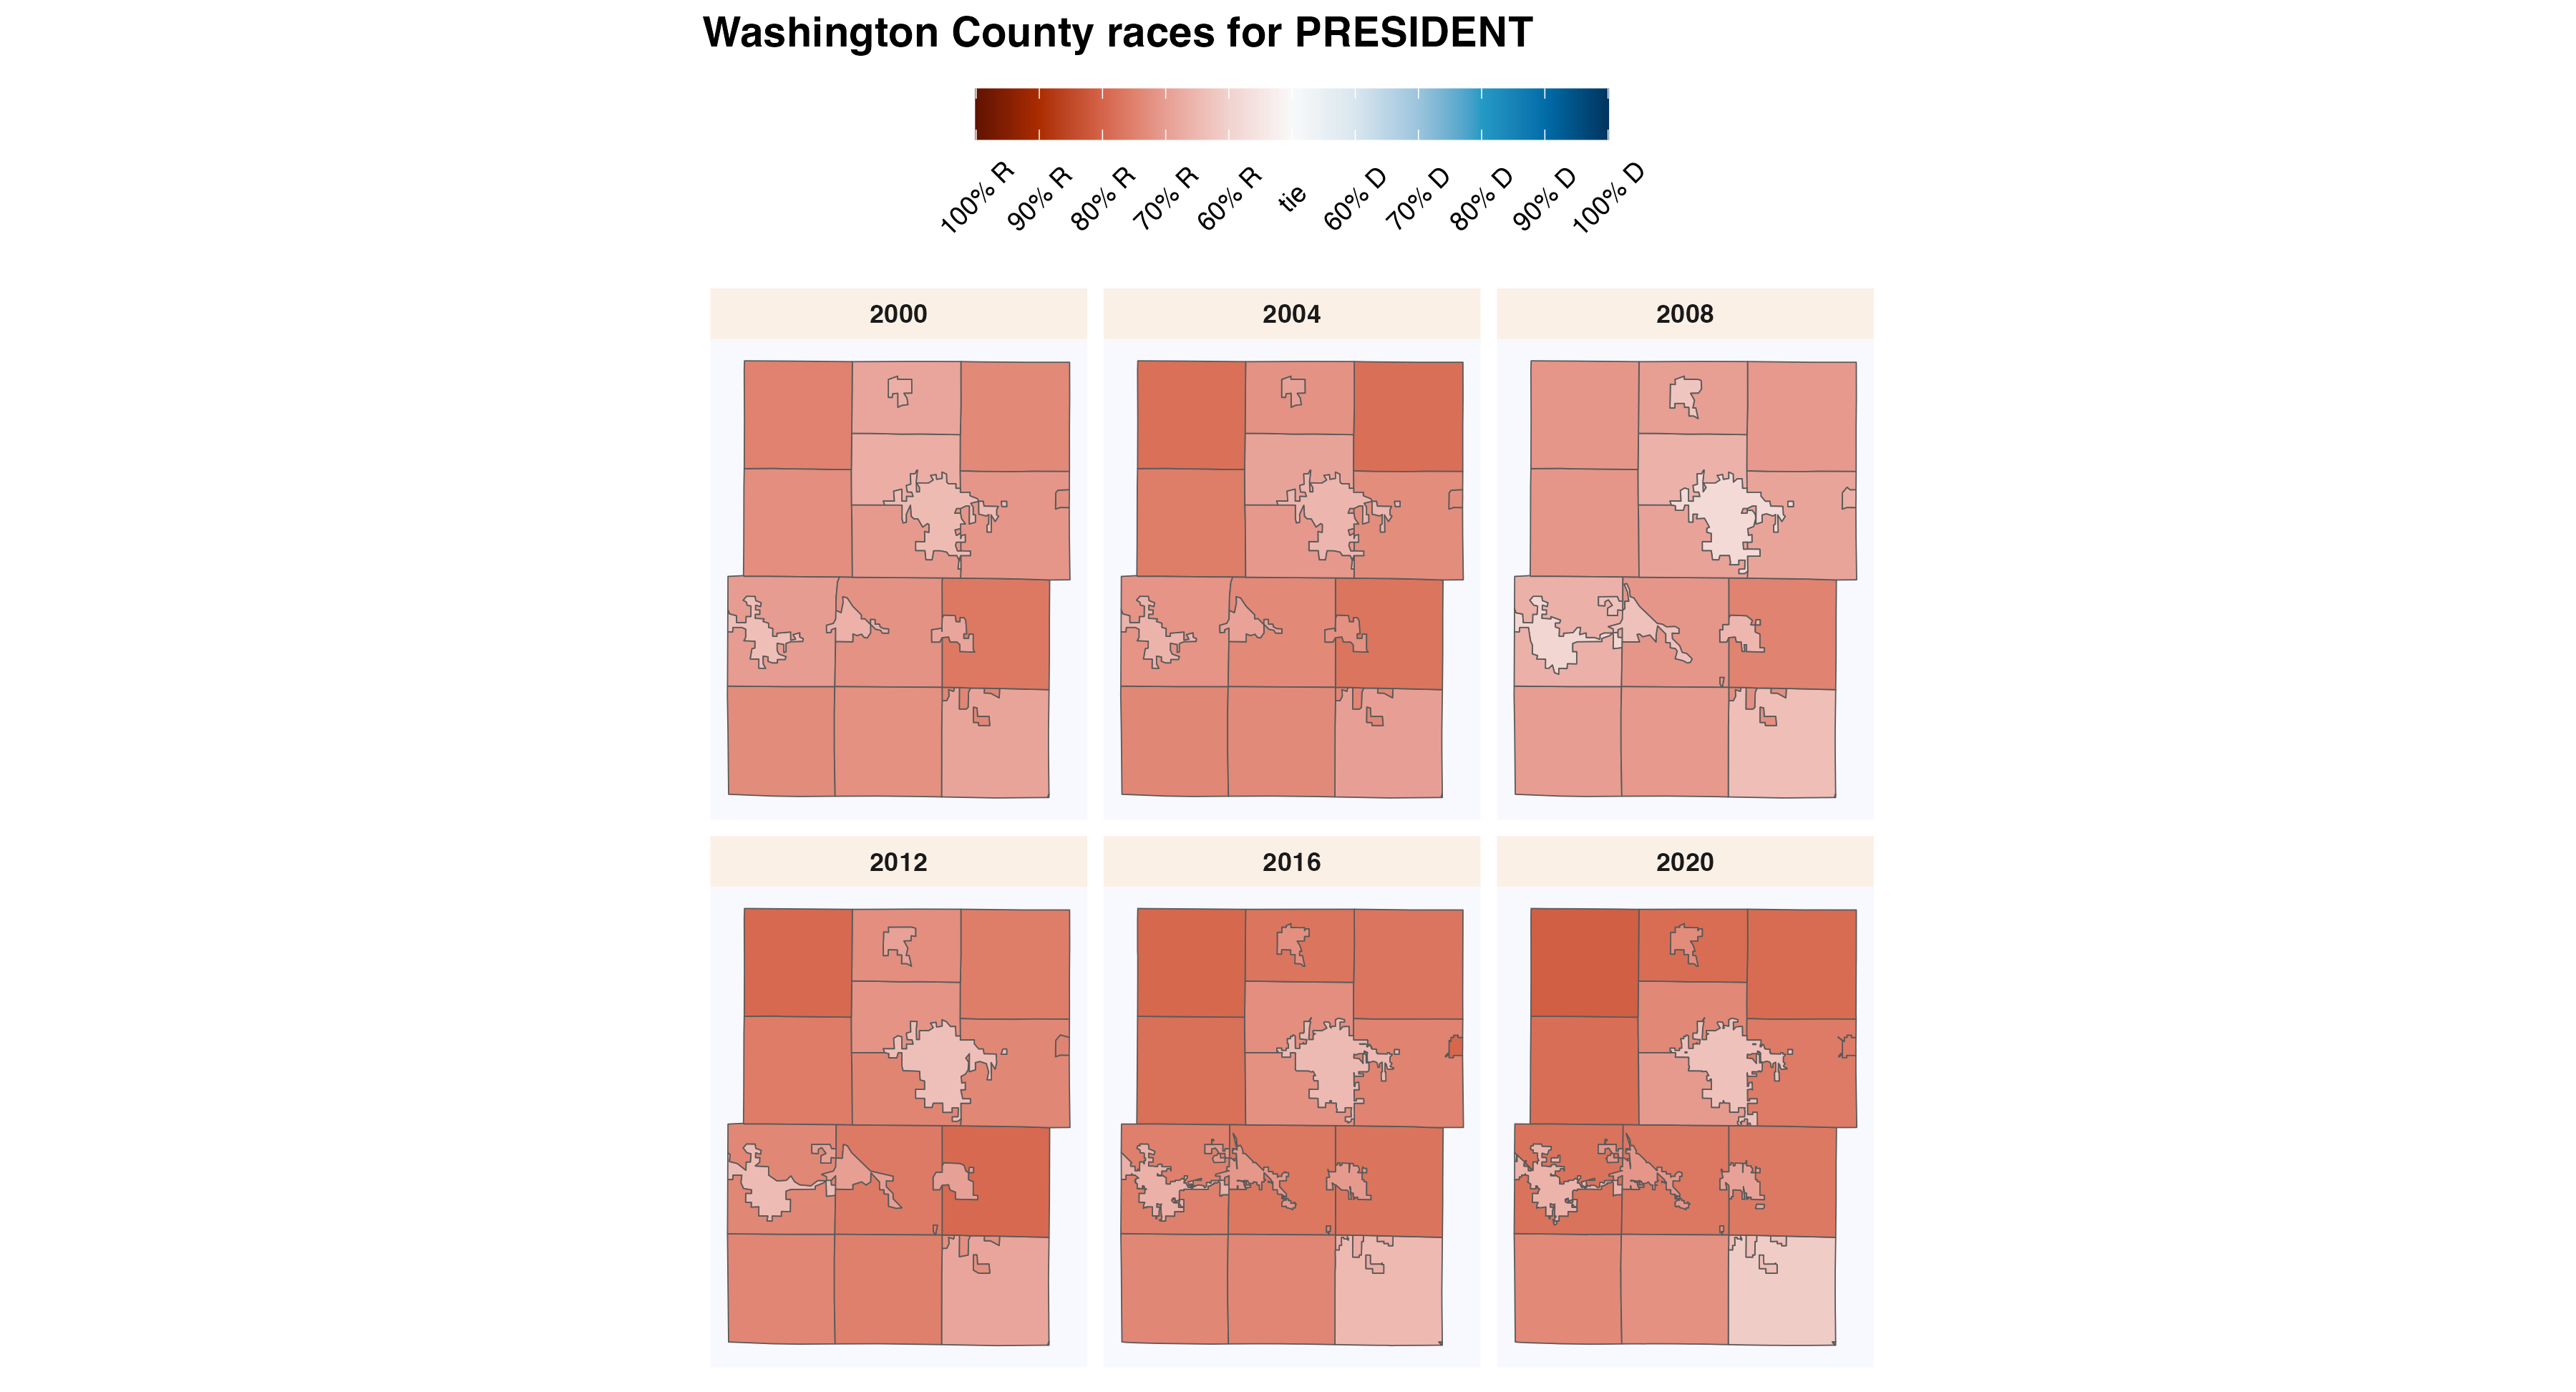 Washington County races for PRESIDENT
100% R 90% R 80% R 70% R 60% R tie 60% D 70% D 80% D 90% D 100% D
2000 2004 2008
2012 2016 2020